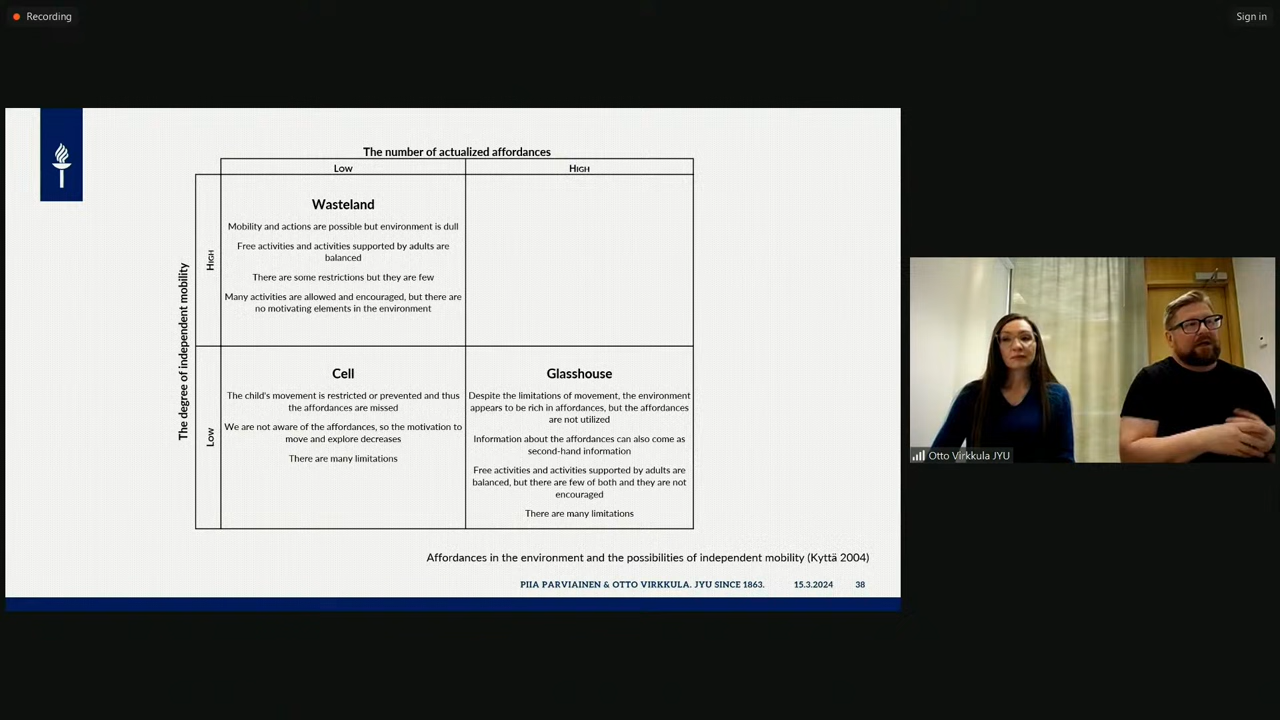 Recording
Sign in
The number of actualized affordances
Low
High
The degree of independent mobility
High
Wasteland
Mobility and actions are possible but environment is dull
Free activities and activities supported by adults are
balanced
There are some restrictions but they are few
Many activities are allowed and encouraged, but there are
no motivating elements in the environment
Low
Cell
The child's movement is restricted or prevented and thus
the affordances are missed
We are not aware of the affordances, so the motivation to
move and explore decreases
There are many limitations
Glasshouse
Despite the limitations of movement, the environment
appears to be rich in affordances, but the affordances
are not utilized
Information about the affordances can also come as
second-hand information
Free activities and activities supported by adults are
balanced, but there are few of both and they are not
encouraged
There are many limitations
Affordances in the environment and the possibilities of independent mobility (Kyttä 2004)
PIIA PARVIAINEN & OTTO VIRKKULA. JYU SINCE 1863. 15.3.2024 38
Otto Virkkula JYU